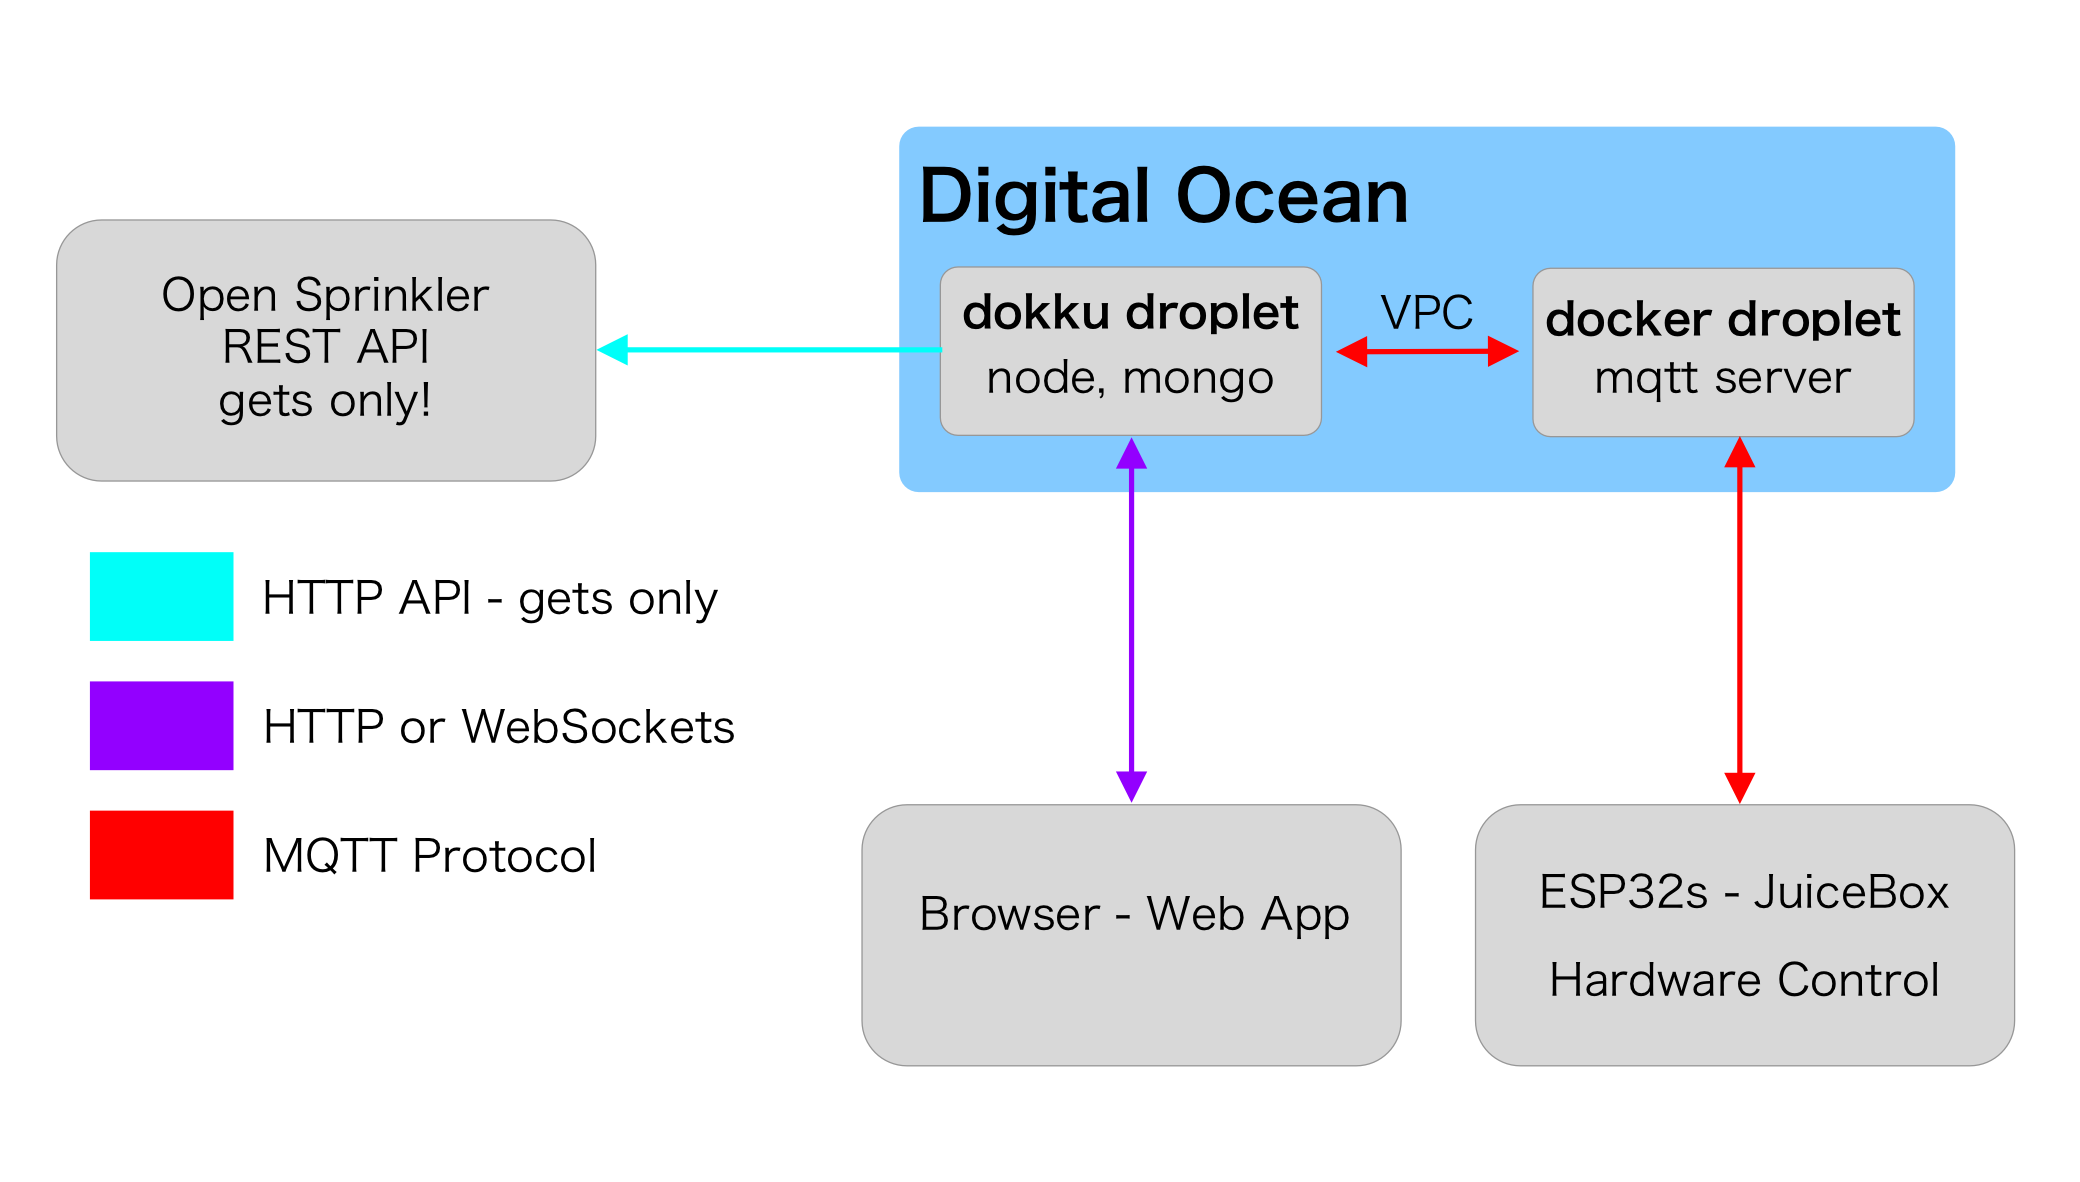 Digital Ocean
Open Sprinkler
REST API
gets only!
dokku droplet
node, mongo
VPC
docker droplet
mqtt server
HTTP API - gets only
HTTP or WebSockets
MQTT Protocol
Browser - Web App
ESP32s - JuiceBox
Hardware Control